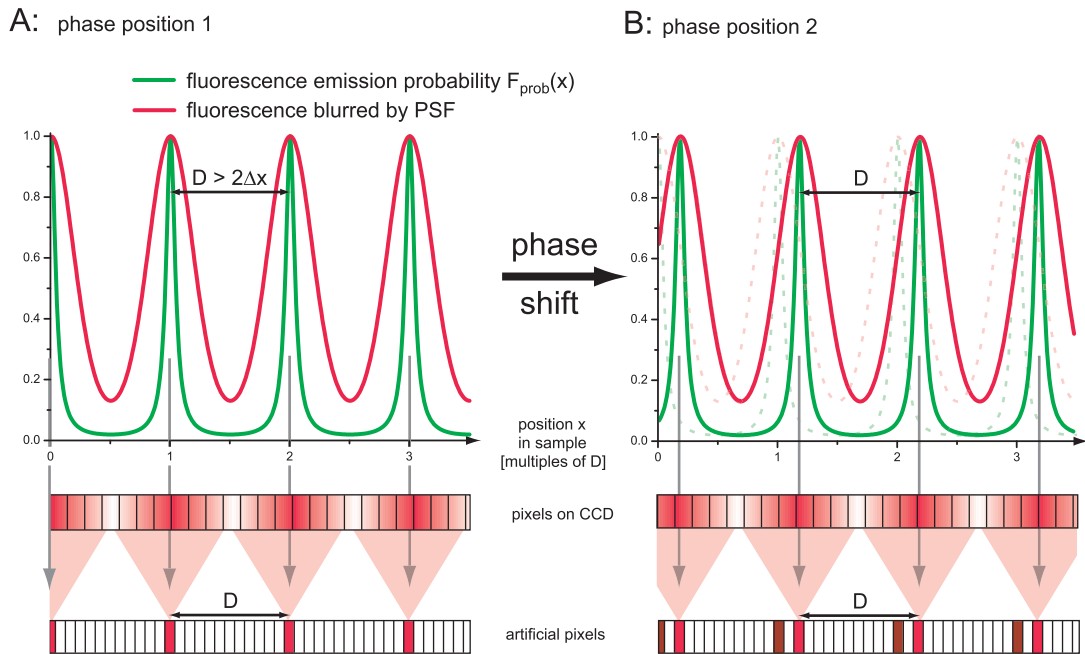 A: phase position 1
B: phase position 2
fluorescence emission probability Fprob(x)
fluorescence blurred by PSF
1.0
0.8
0.6
0.4
0.2
0.0
0
1
2
3
D > 2Δx
phase
shift
1.0
0.8
0.6
0.4
0.2
0.0
0
1
2
3
D
position x
in sample
[multiples of D]
pixels on CCD
D
D
artificial pixels